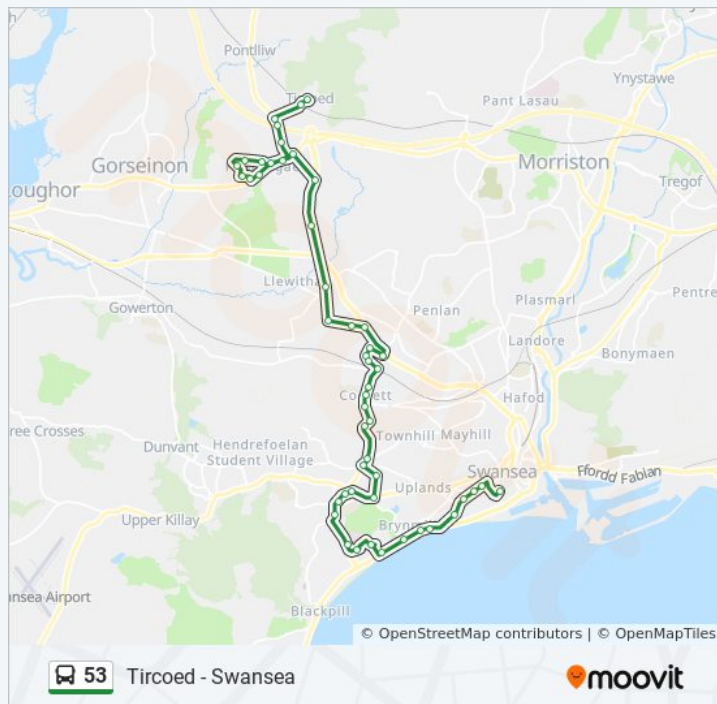 Pontlliw
Ynystawe
Pant Lasau
Gorseinon
Morriston
Loughor
Tregof
Llewitha
Gowerton
Penlan
Plasmarl
Pentre
Landore
Bonymaen
Hafod
ree Crosses
Hendrefoelan
Student Village
Townhill
Mayhill
Dunvant
Swansea
Ffordd Fabian
Uplands
Upper Killay
nsea Airport
Blackpill
© OpenStreetMap contributors | © OpenMapTiles
53
Tircoed - Swansea
moovit